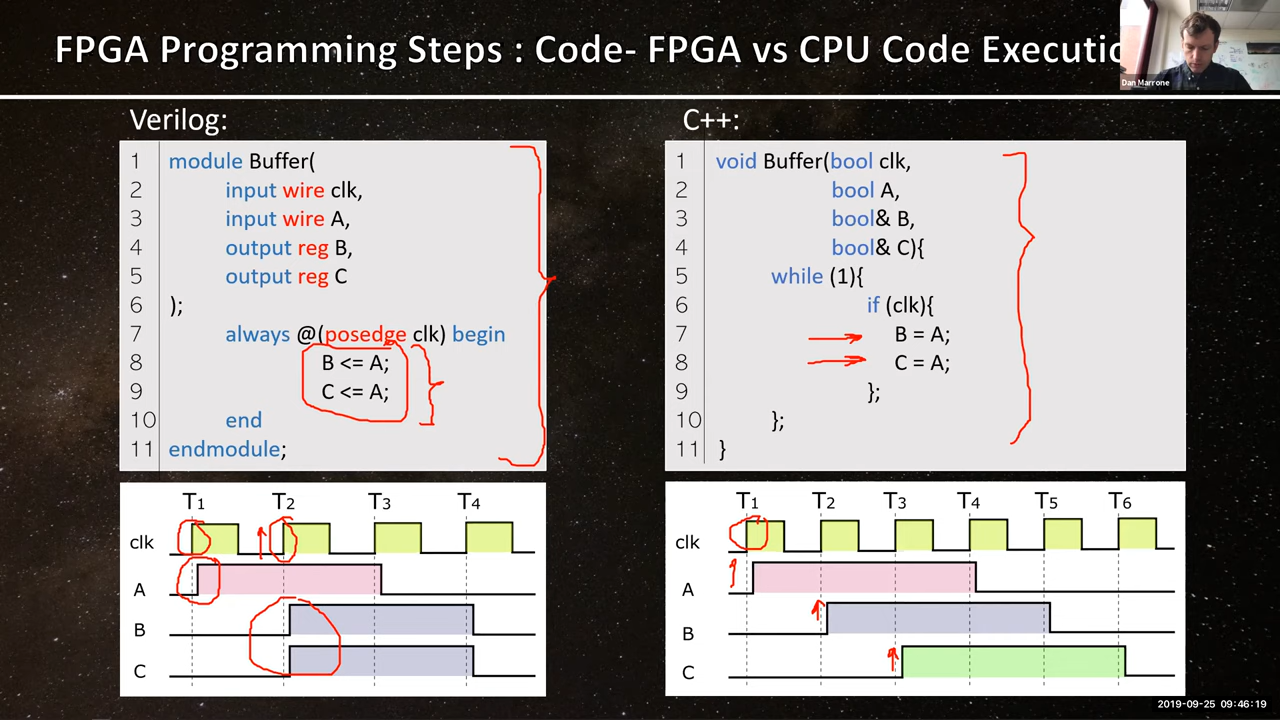 FPGA Programming Steps : Code- FPGA vs CPU Code Executio
Dan Marrone
Verilog:
1 module Buffer(
2 input wire clk,
3 input wire A,
4 output reg B,
5 output reg C
6 );
7 always @(posedge clk) begin
8 B <= A;
9 C <= A;
10 end
11 endmodule;
C++:
1 void Buffer(bool clk,
2 bool A,
3 bool& B,
4 bool& C){
5 while (1){
6 if (clk){
7 B = A;
8 C = A;
9 };
10 };
11 }
T1 T2 T3 T4
clk
A
B
C
T1 T2 T3 T4 T5 T6
clk
A
B
C
2019-09-25 09:46:19